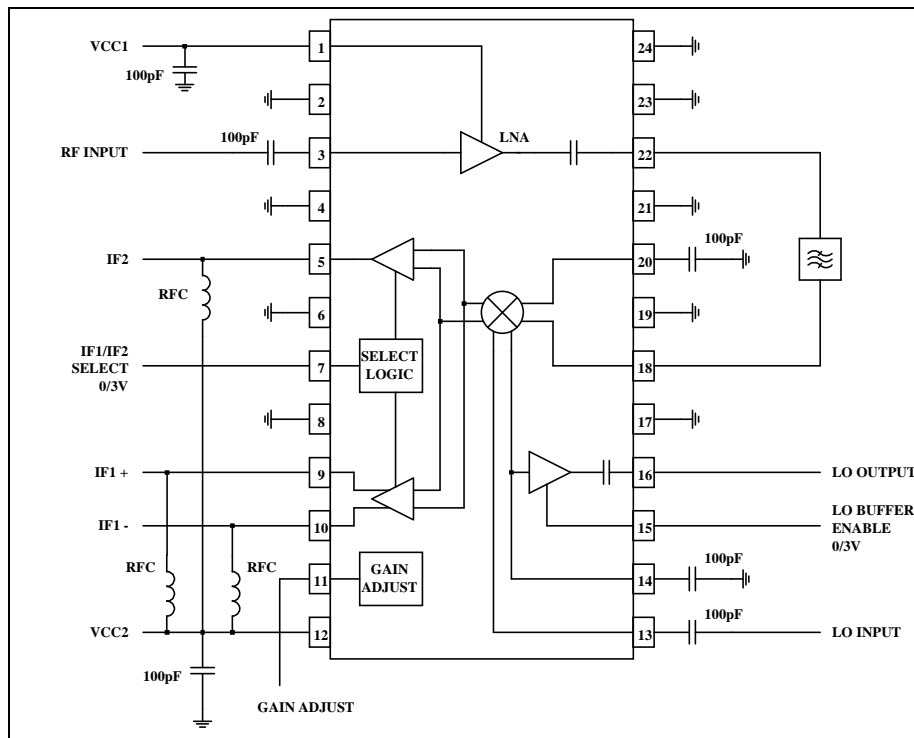 VCC1
100pF
1
24
2
23
100pF
RF INPUT
3
LNA
22
4
21
IF2
5
20
100pF
RFC
6
19
IF1/IF2
SELECT
0/3V
7
SELECT
LOGIC
18
8
17
IF1 +
9
16
LO OUTPUT
IF1 -
10
15
LO BUFFER
ENABLE
0/3V
RFC
RFC
11
GAIN
ADJUST
14
100pF
VCC2
12
13
100pF
LO INPUT
100pF
GAIN ADJUST